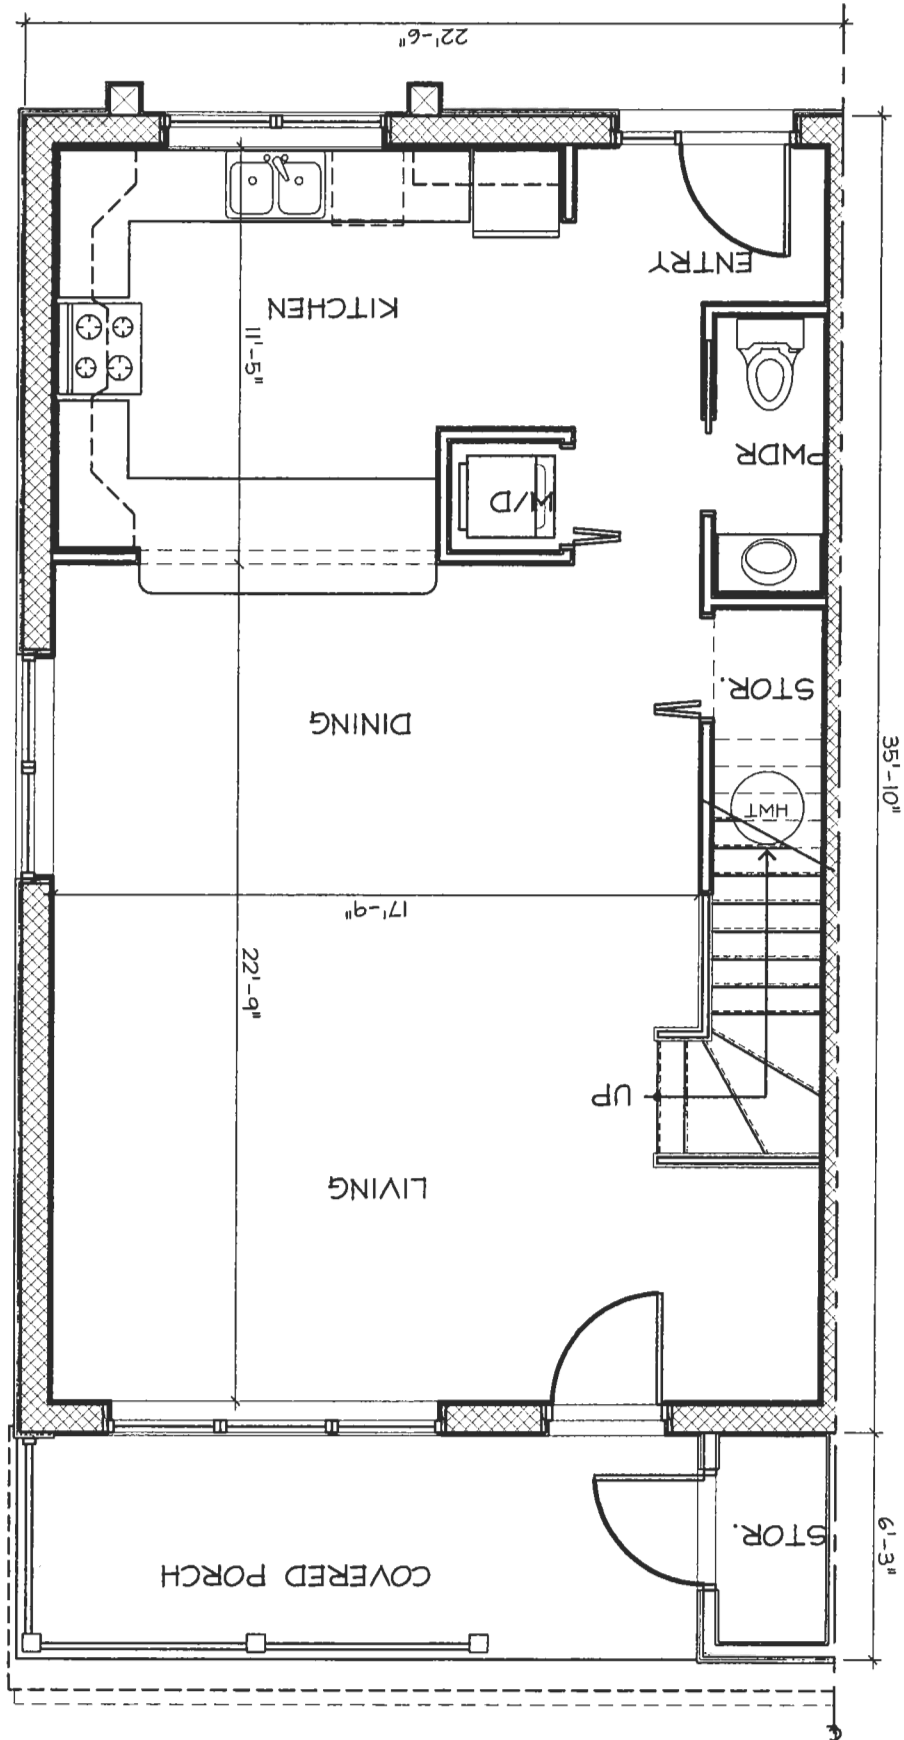 22'-6"
ENTRY
KITCHEN
11'-5"
PWDR
W/D
STOR.
DINING
35'-10"
HWT
17'-9"
22'-9"
UP
LIVING
STOR.
6'-3"
COVERED PORCH